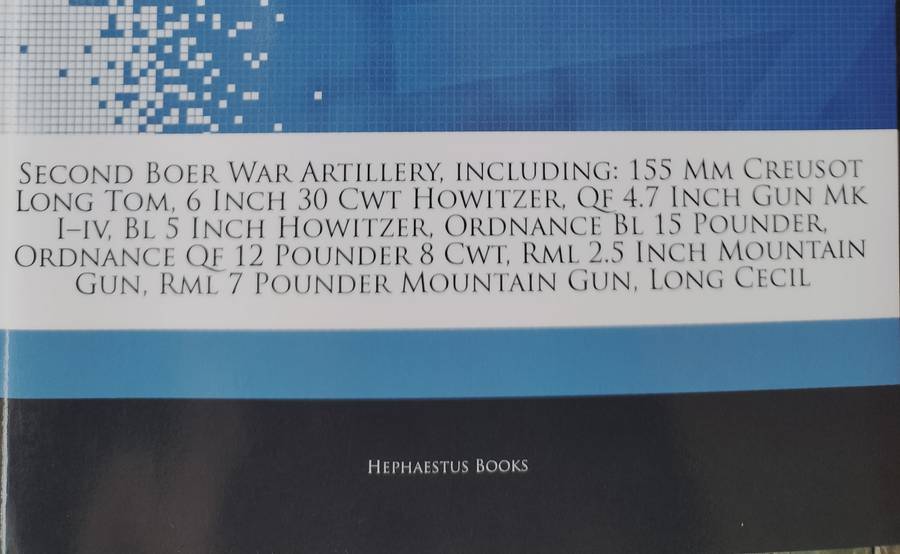 Second Boer War Artillery, including: 155 Mm Creusot
Long Tom, 6 Inch 30 Cwt Howitzer, Qf 4.7 Inch Gun Mk
I–iv, Bl 5 Inch Howitzer, Ordnance Bl 15 Pounder,
Ordnance Qf 12 Pounder 8 Cwt, Rml 2.5 Inch Mountain
Gun, Rml 7 Pounder Mountain Gun, Long Cecil
Hephaestus Books